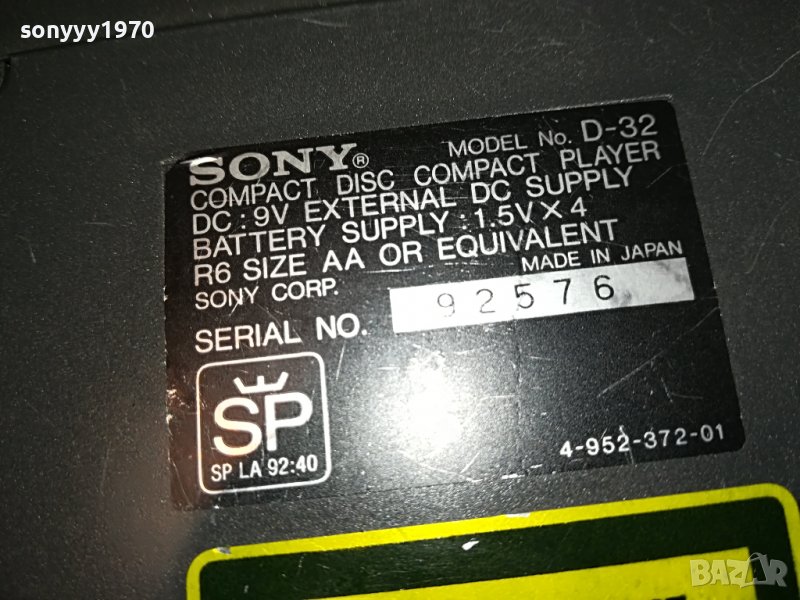 sonyyy1970
SONY® MODEL No. D-32
COMPACT DISC COMPACT PLAYER
DC : 9V EXTERNAL DC SUPPLY
BATTERY SUPPLY : 1.5V X 4
R6 SIZE AA OR EQUIVALENT
SONY CORP. MADE IN JAPAN
SERIAL NO. 92576
SP
SP LA 92:40
4-952-372-01
BAZAR